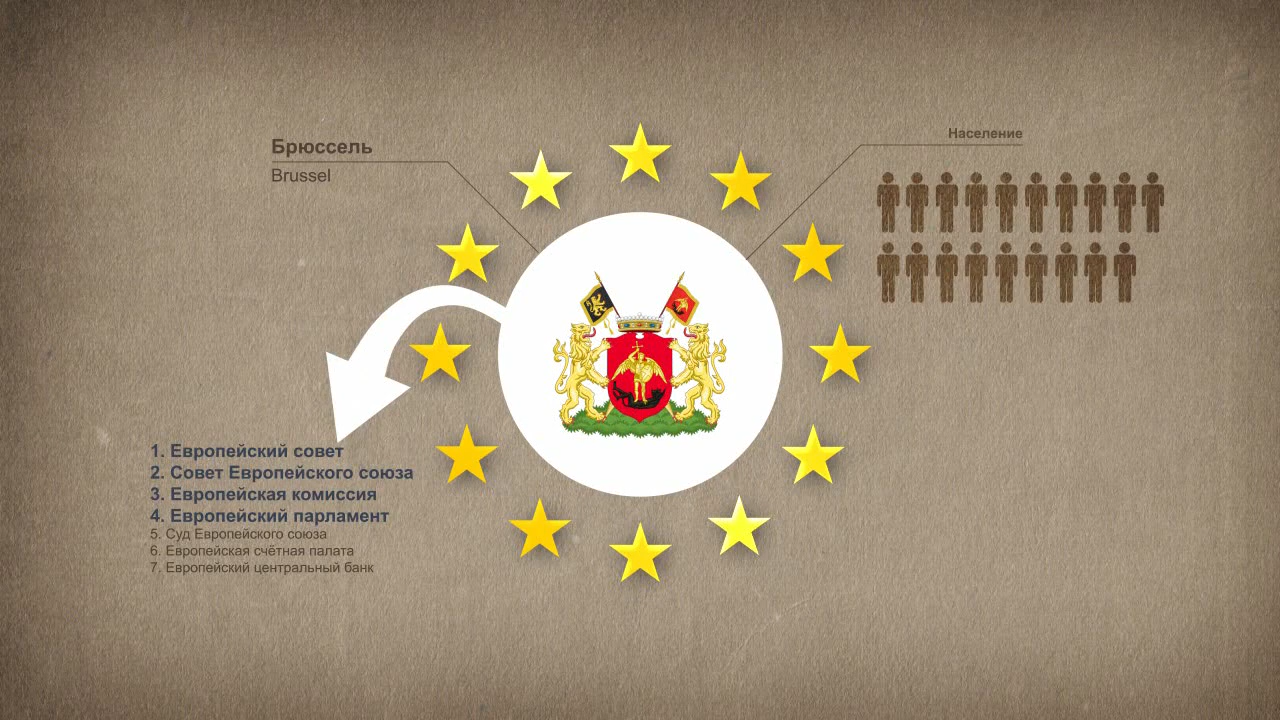 Брюссель
Brussel
Население
1. Европейский совет
2. Совет Европейского союза
3. Европейская комиссия
4. Европейский парламент
5. Суд Европейского союза
6. Европейская счётная палата
7. Европейский центральный банк